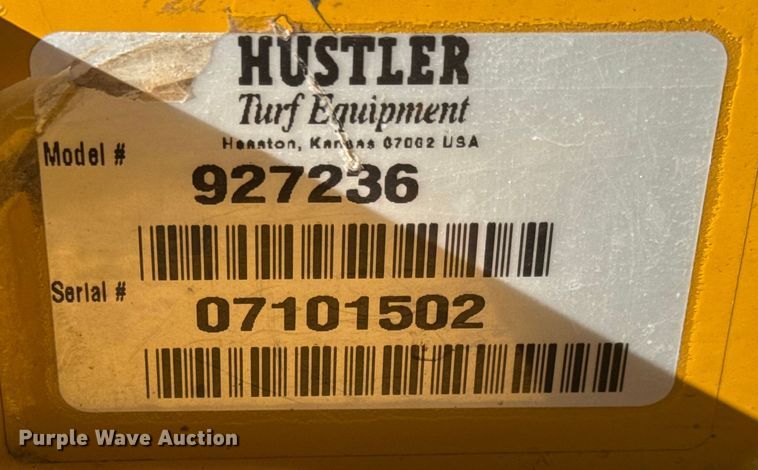 HUSTLER
Turf Equipment
Hesston, Kansas 67062 USA
Model #
927236
Serial #
07101502
Purple Wave Auction